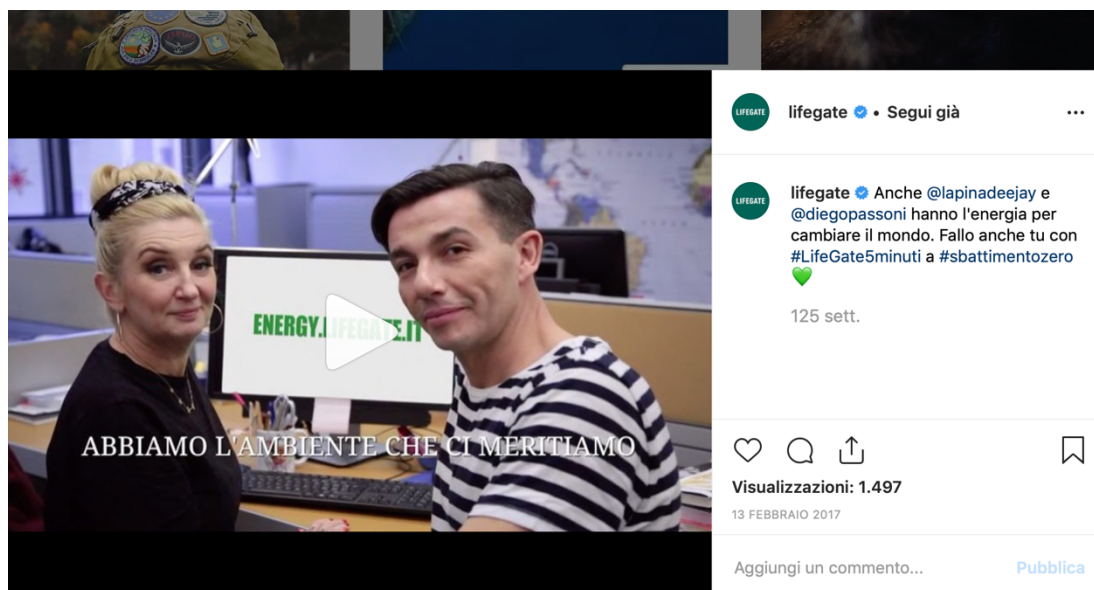 LIFEGATE
lifegate • Segui già
LIFEGATE
lifegate Anche @lapinadeejay e
@diegopassoni hanno l'energia per
cambiare il mondo. Fallo anche tu con
#LifeGate5minuti a #sbattimentozero
125 sett.
ENERGY.LIFEGATE.IT
ABBIAMO L'AMBIENTE CHE CI MERITIAMO
Visualizzazioni: 1.497
13 FEBBRAIO 2017
Aggiungi un commento...
Pubblica